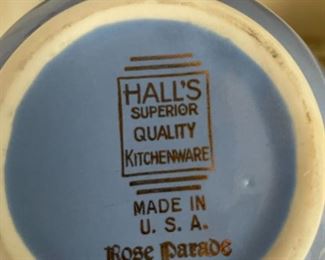 HALL'S
SUPERIOR
QUALITY
KITCHENWARE
MADE IN
U. S. A.
Rose Parade